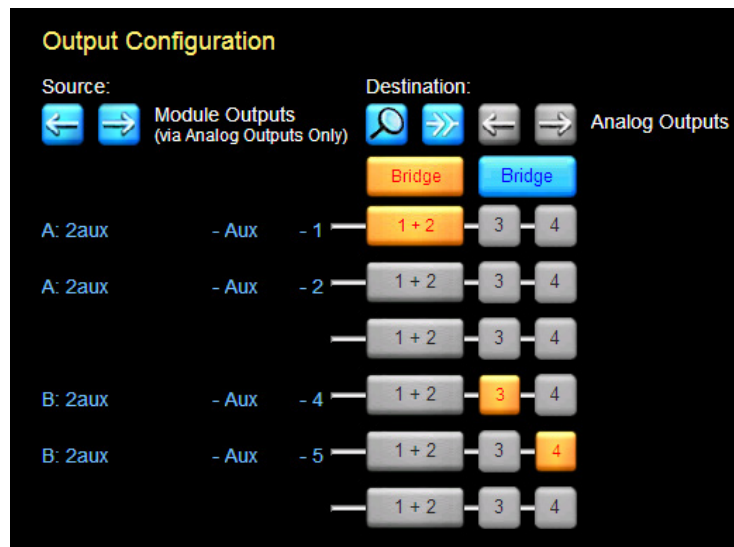 Output Configuration
Source: Destination:
Module Outputs
(via Analog Outputs Only) Analog Outputs
Bridge Bridge
A: 2aux - Aux - 1 1 + 2 3 4
A: 2aux - Aux - 2 1 + 2 3 4
1 + 2 3 4
B: 2aux - Aux - 4 1 + 2 3 4
B: 2aux - Aux - 5 1 + 2 3 4
1 + 2 3 4